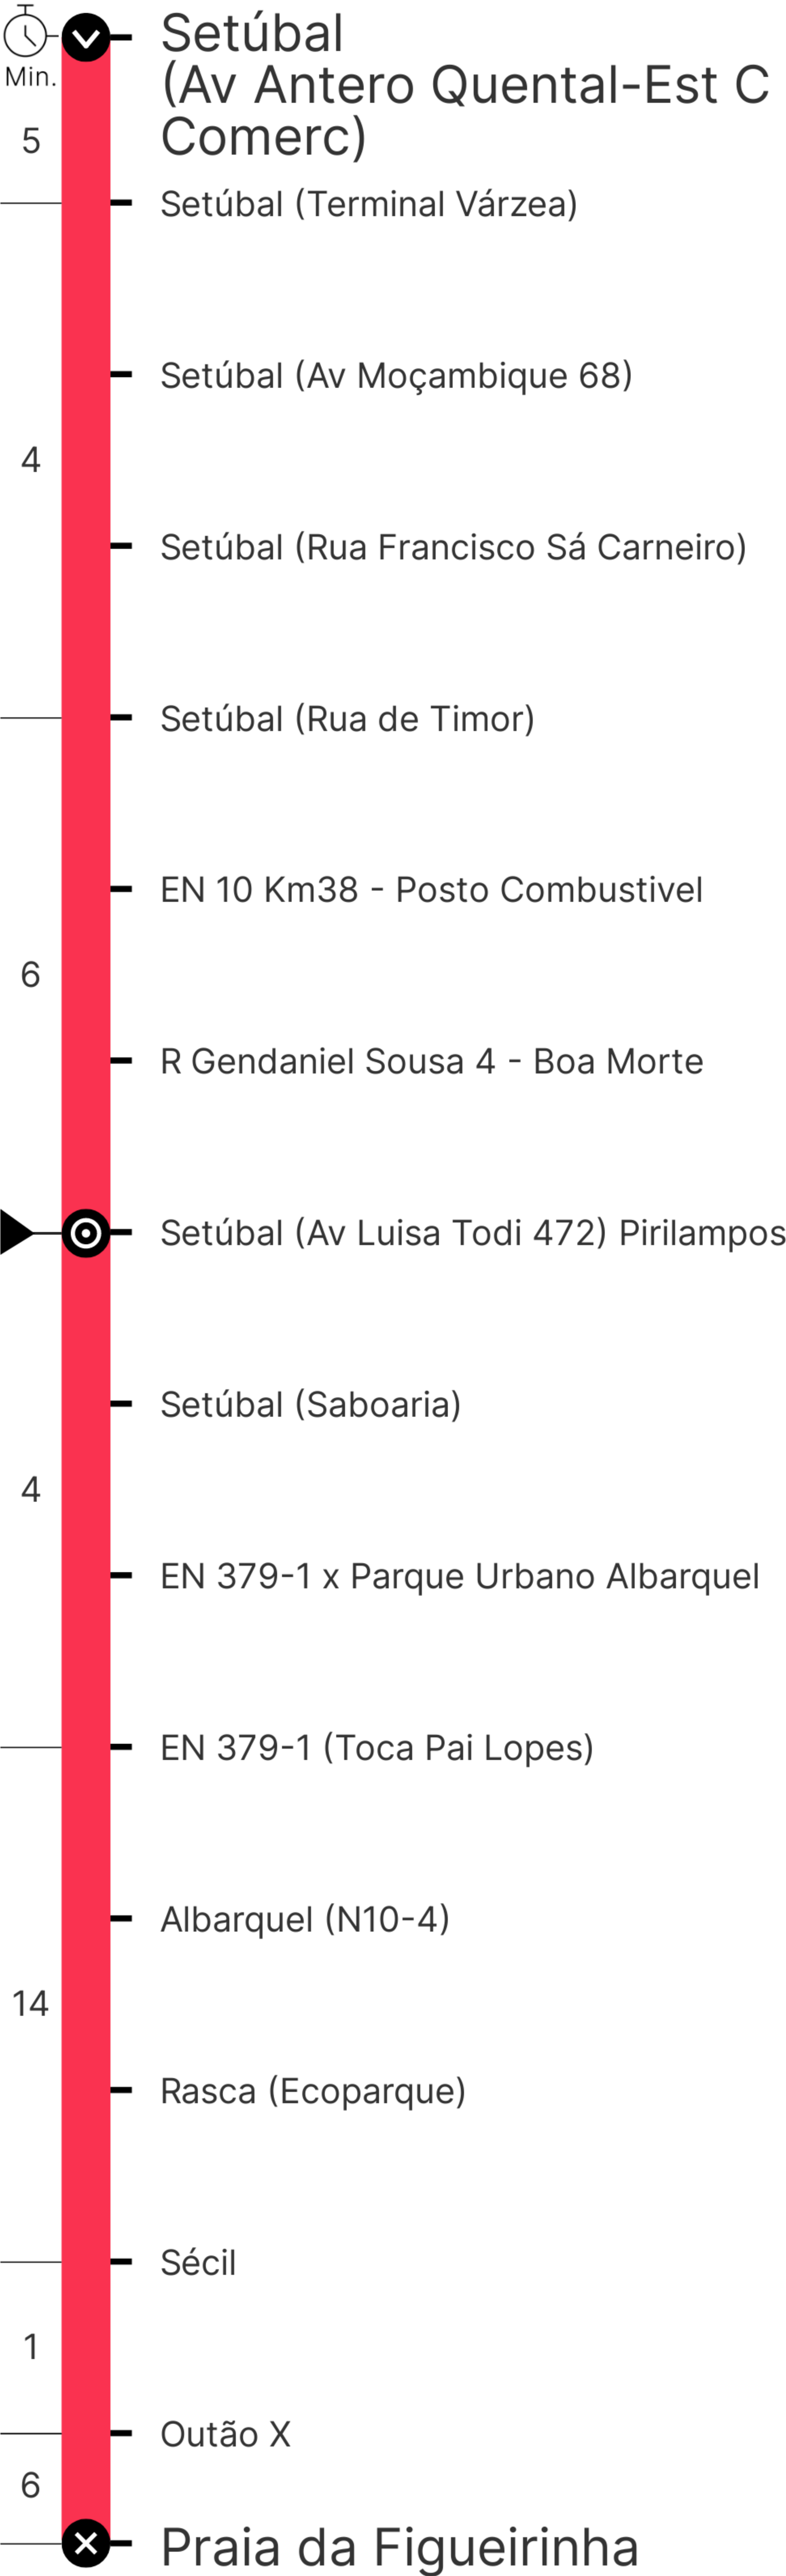 Setúbal
(Av Antero Quental-Est C
Comerc)
Min.
5
Setúbal (Terminal Várzea)
Setúbal (Av Moçambique 68)
4
Setúbal (Rua Francisco Sá Carneiro)
Setúbal (Rua de Timor)
EN 10 Km38 - Posto Combustivel
6
R Gendaniel Sousa 4 - Boa Morte
Setúbal (Av Luisa Todi 472) Pirilampos
Setúbal (Saboaria)
4
EN 379-1 x Parque Urbano Albarquel
EN 379-1 (Toca Pai Lopes)
Albarquel (N10-4)
14
Rasca (Ecoparque)
Sécil
1
Outão X
6
Praia da Figueirinha